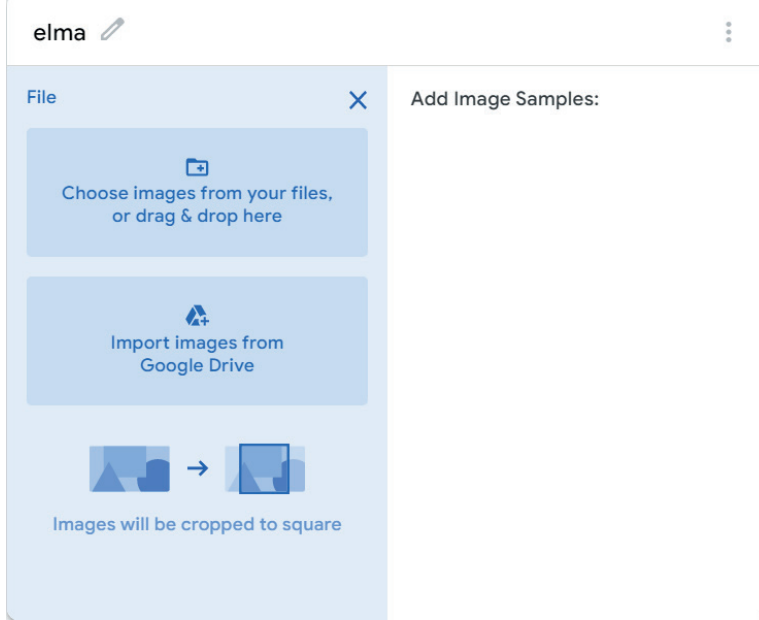 elma
File
Add Image Samples:
Choose images from your files,
or drag & drop here
Import images from
Google Drive
Images will be cropped to square